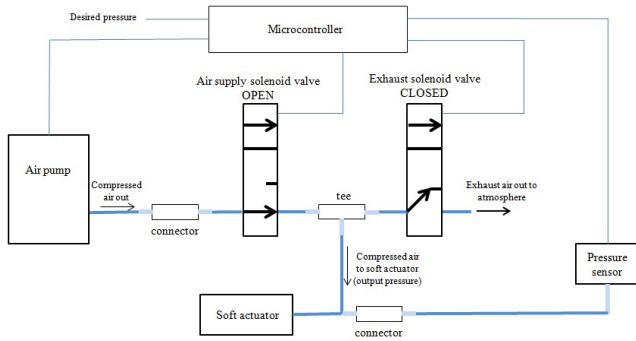 Desired pressure
Microcontroller
Air supply solenoid valve
OPEN
Exhaust solenoid valve
CLOSED
Air pump
Compressed
air out
connector
tee
Exhaust air out to
atmosphere
Compressed air
to soft actuator
(output pressure)
Pressure
sensor
Soft actuator
connector